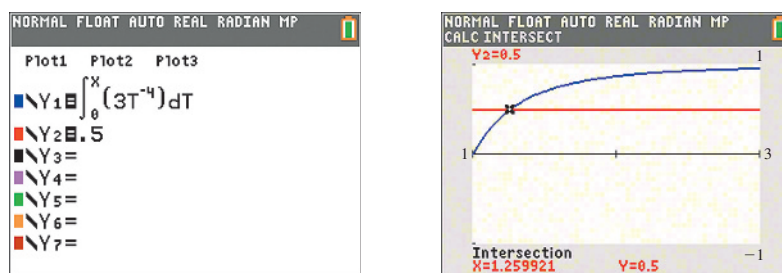 NORMAL FLOAT AUTO REAL RADIAN MP
Plot1 Plot2 Plot3
\Y1=∫₀ˣ(3T⁻⁴)dT
\Y2=.5
\Y3=
\Y4=
\Y5=
\Y6=
\Y7=
NORMAL FLOAT AUTO REAL RADIAN MP
CALC INTERSECT
Y2=0.5
1
1
3
−1
Intersection
X=1.259921 Y=0.5